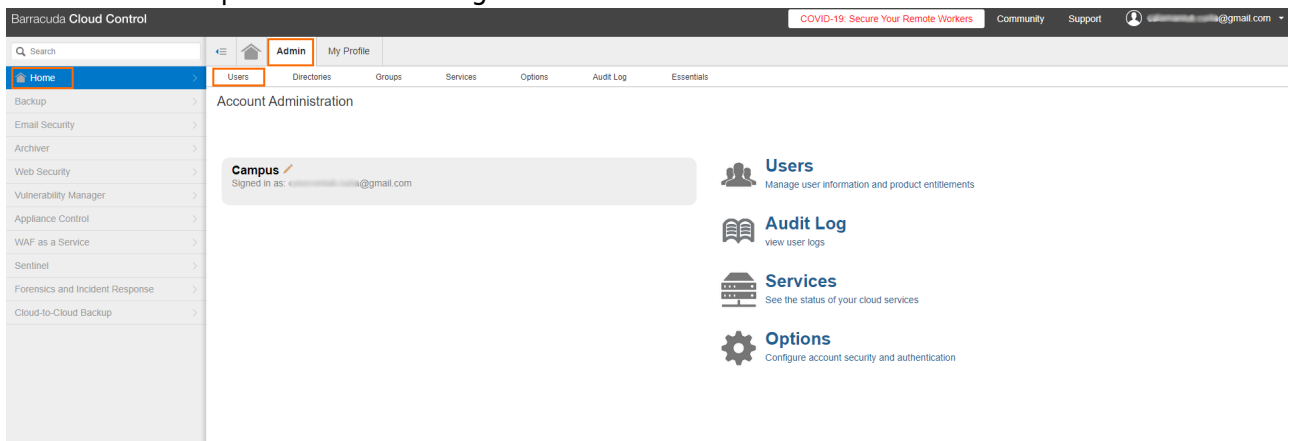 Barracuda Cloud Control
COVID-19: Secure Your Remote Workers
Community
Support
@gmail.com
Search
Admin
My Profile
Home
Users
Directories
Groups
Services
Options
Audit Log
Essentials
Backup
Email Security
Archiver
Web Security
Vulnerability Manager
Appliance Control
WAF as a Service
Sentinel
Forensics and Incident Response
Cloud-to-Cloud Backup
Account Administration
Campus
Signed in as: @gmail.com
Users
Manage user information and product entitlements
Audit Log
view user logs
Services
See the status of your cloud services
Options
Configure account security and authentication